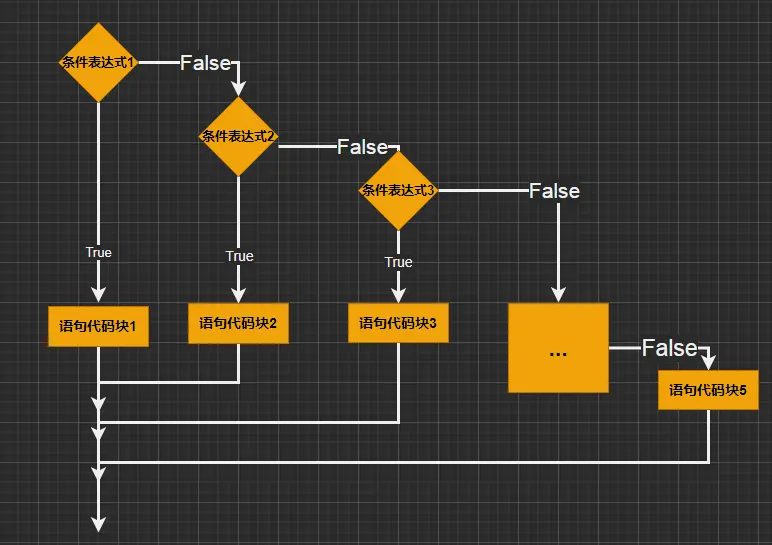 条件表达式1
False
条件表达式2
False
条件表达式3
False
True
True
True
语句代码块1
语句代码块2
语句代码块3
...
False
语句代码块5